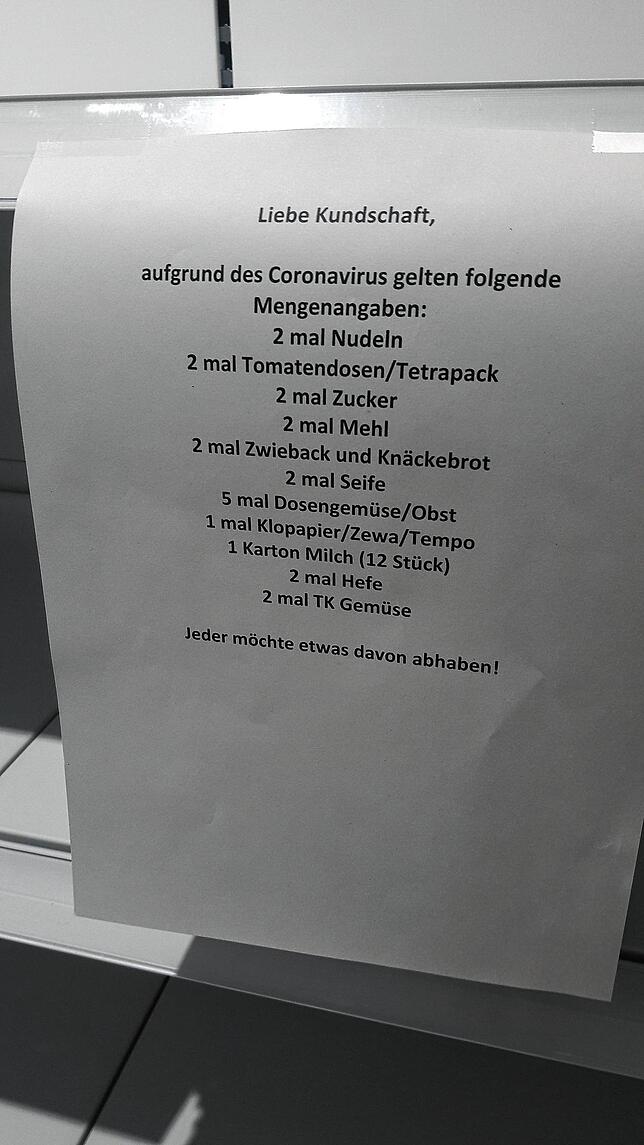 Liebe Kundschaft,
aufgrund des Coronavirus gelten folgende
Mengenangaben:
2 mal Nudeln
2 mal Tomatendosen/Tetrapack
2 mal Zucker
2 mal Mehl
2 mal Zwieback und Knäckebrot
2 mal Seife
5 mal Dosengemüse/Obst
1 mal Klopapier/Zewa/Tempo
1 Karton Milch (12 Stück)
2 mal Hefe
2 mal TK Gemüse
Jeder möchte etwas davon abhaben!